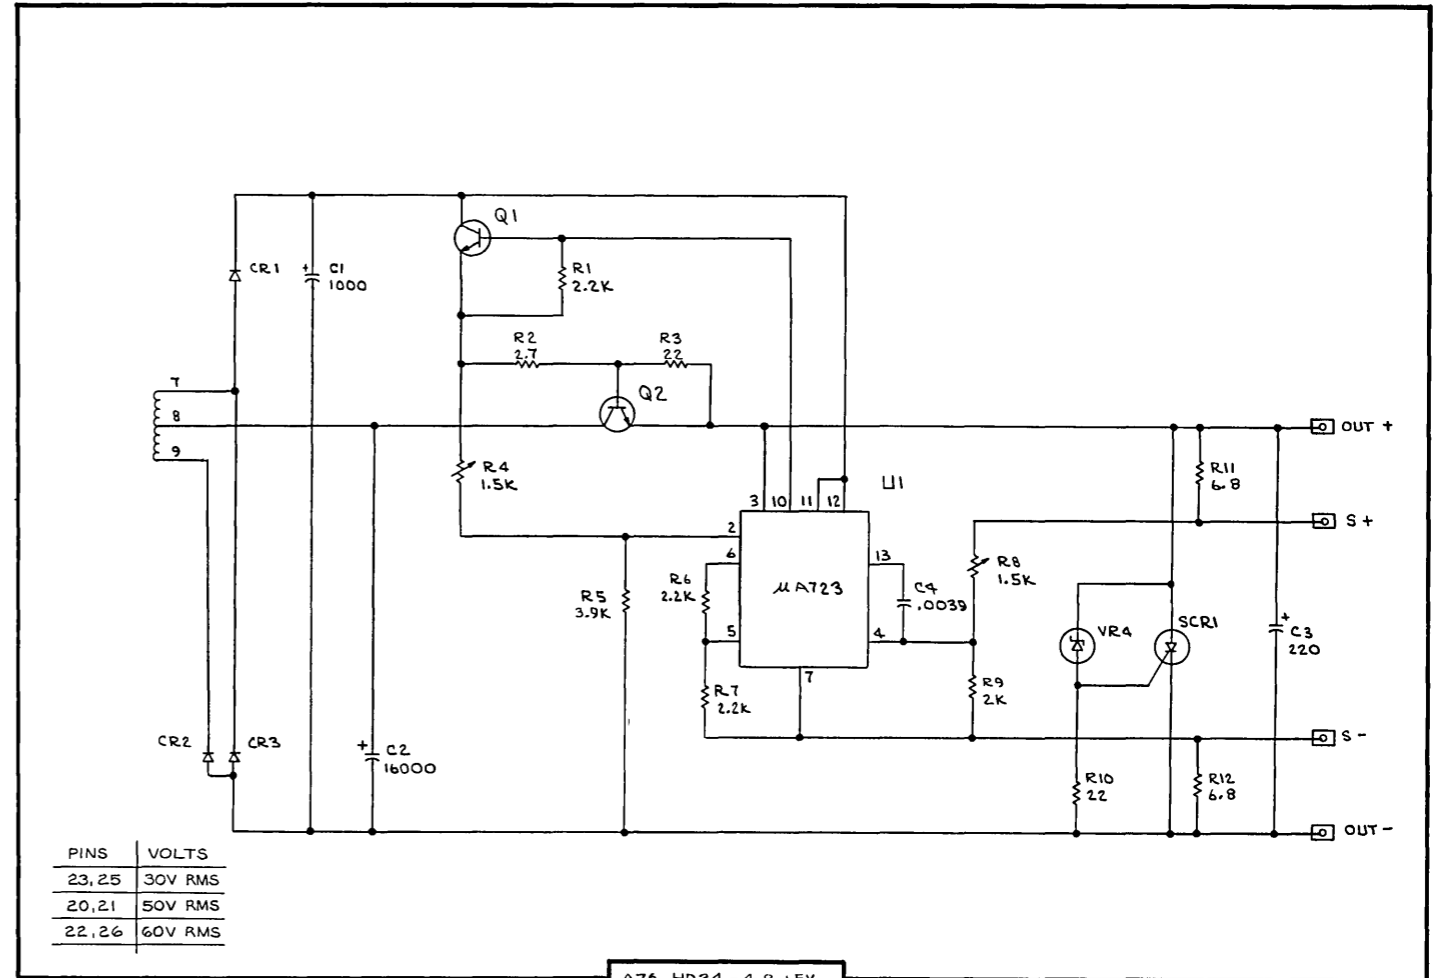 Q1
CR1
+ C1
1000
R1
2.2K
R2
2.7
R3
22
Q2
7
8
9
OUT +
R4
1.5K
R11
6.8
U1
3 10 11 12
S +
2
6
5
13
4
7
µA723
R6
2.2K
R5
3.9K
C4
.0039
R8
1.5K
VR4
SCR1
+ C3
220
R7
2.2K
R9
2K
CR2
CR3
+ C2
16000
S -
R10
22
R12
6.8
OUT -
PINS VOLTS
23,25 30V RMS
20,21 50V RMS
22,26 60V RMS